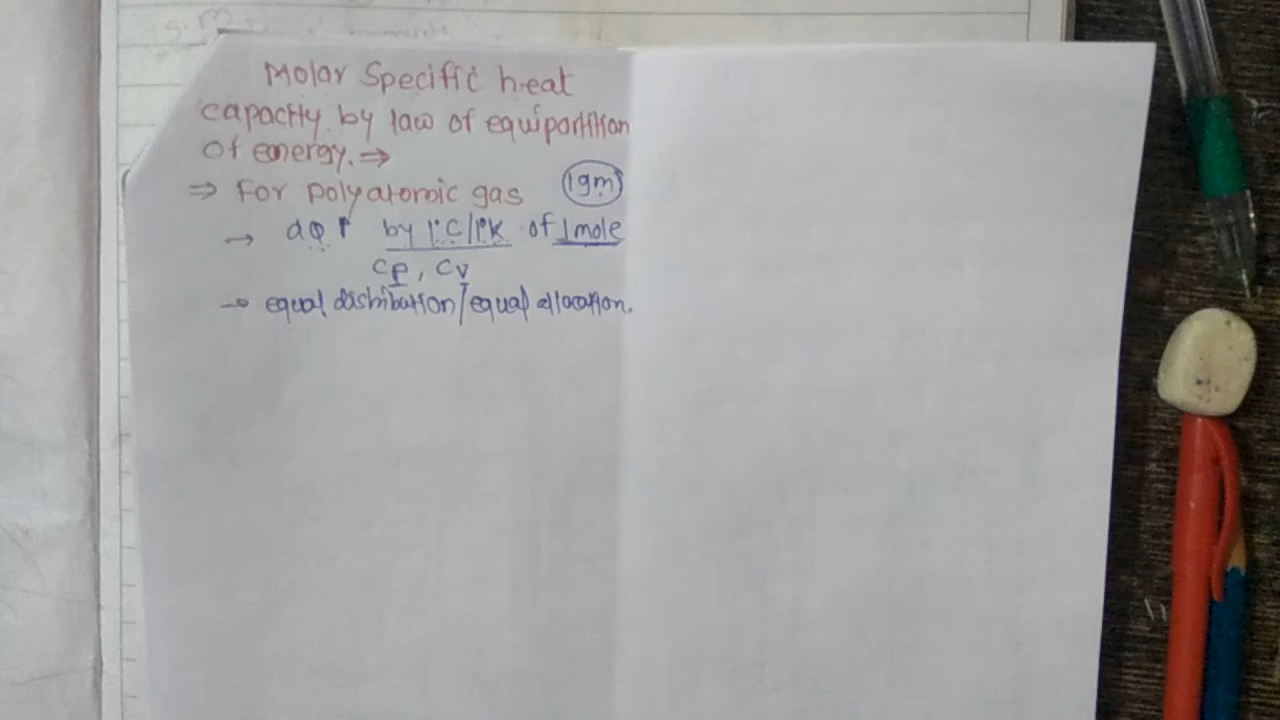 Molar Specific heat
capacity by law of equipartition
of energy. ⇒
⇒ For polyatomic gas (1gm)
→ dQ ↑ by 1°C/1°K of 1mole
Cp, Cv
→ equal distribution/equal allocation.